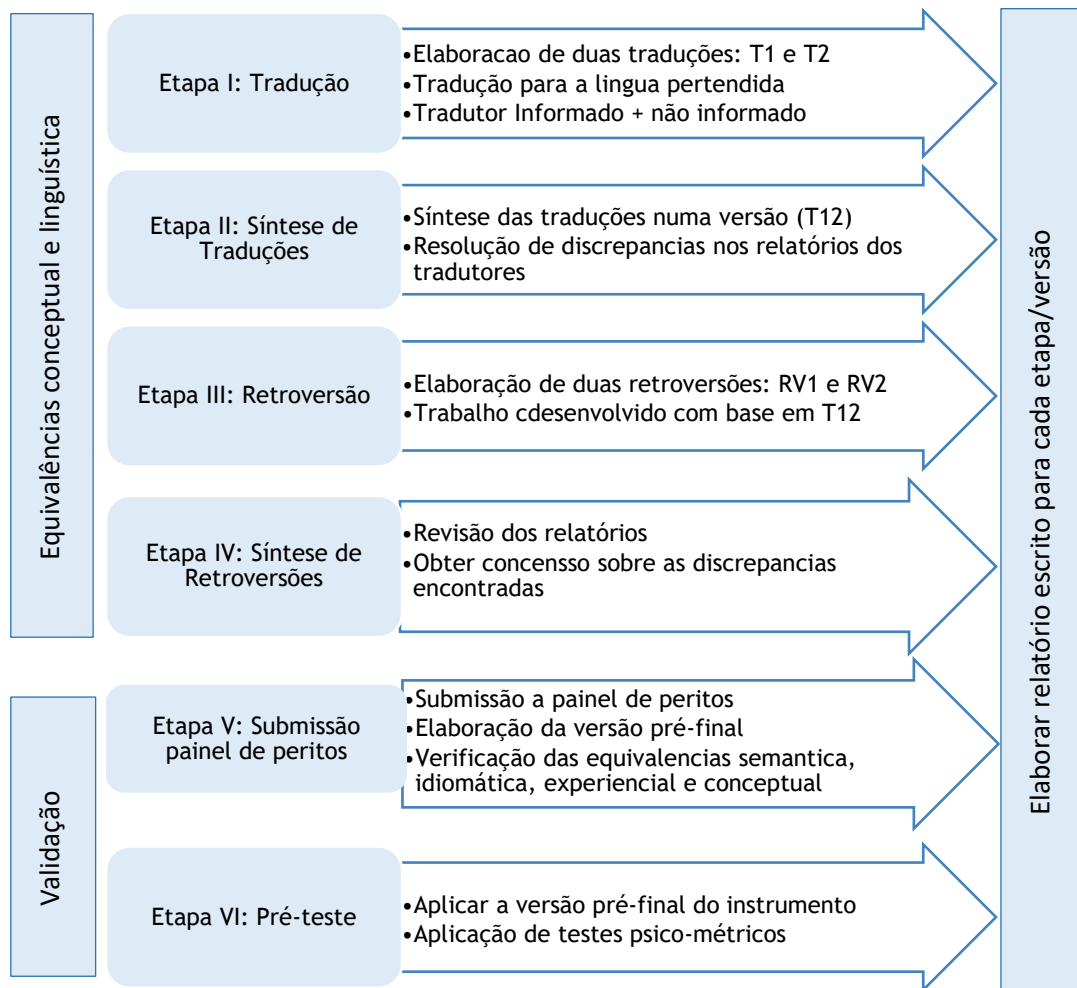 Equivalências conceptual e linguística
Etapa I: Tradução
•Elaboracao de duas traduções: T1 e T2
•Tradução para a lingua pertendida
•Tradutor Informado + não informado
Etapa II: Síntese de
Traduções
•Síntese das traduções numa versão (T12)
•Resolução de discrepancias nos relatórios dos
tradutores
Etapa III: Retroversão
•Elaboração de duas retroversões: RV1 e RV2
•Trabalho cdesenvolvido com base em T12
Etapa IV: Síntese de
Retroversões
•Revisão dos relatórios
•Obter concensso sobre as discrepancias
encontradas
Validação
Etapa V: Submissão
painel de peritos
•Submissão a painel de peritos
•Elaboração da versão pré-final
•Verificação das equivalencias semantica,
idiomática, experiencial e conceptual
Etapa VI: Pré-teste
•Aplicar a versão pré-final do instrumento
•Aplicação de testes psico-métricos
Elaborar relatório escrito para cada etapa/versão